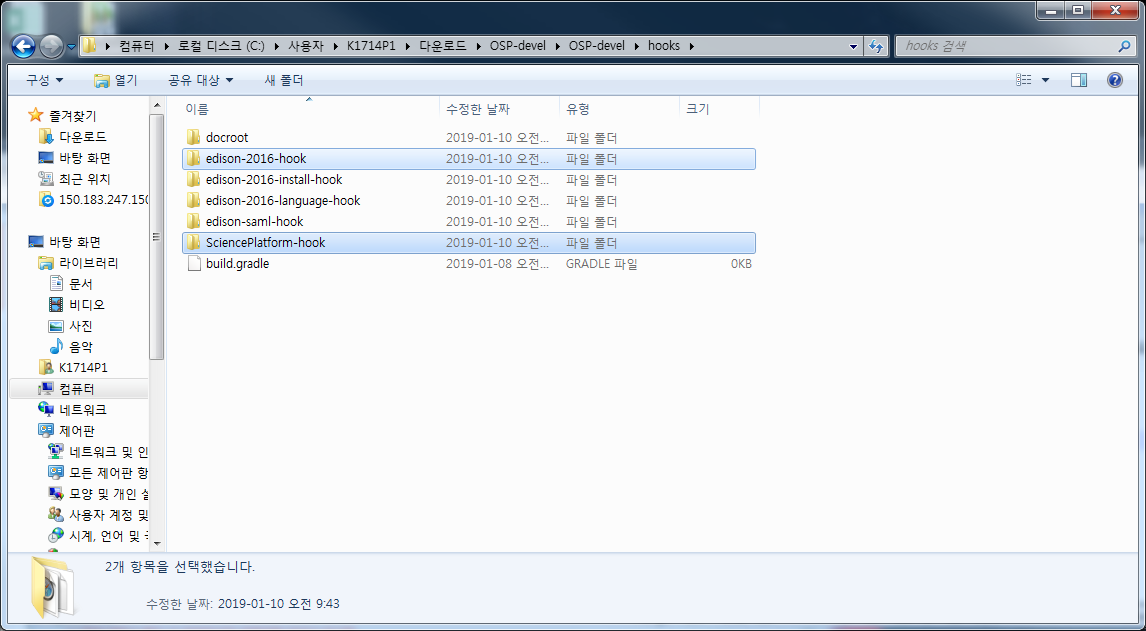 컴퓨터 ▸ 로컬 디스크 (C:) ▸ 사용자 ▸ K1714P1 ▸ 다운로드 ▸ OSP-devel ▸ OSP-devel ▸ hooks ▸
hooks 검색
구성 열기 공유 대상 새 폴더
즐겨찾기
다운로드
바탕 화면
최근 위치
150.183.247.150
바탕 화면
라이브러리
문서
비디오
사진
음악
K1714P1
컴퓨터
네트워크
제어판
네트워크 및 인
모든 제어판 항
모양 및 개인 설
사용자 계정 및
시계, 언어 및
이름 수정한 날짜 유형 크기
docroot 2019-01-10 오전... 파일 폴더
edison-2016-hook 2019-01-10 오전... 파일 폴더
edison-2016-install-hook 2019-01-10 오전... 파일 폴더
edison-2016-language-hook 2019-01-10 오전... 파일 폴더
edison-saml-hook 2019-01-10 오전... 파일 폴더
SciencePlatform-hook 2019-01-10 오전... 파일 폴더
build.gradle 2019-01-08 오전... GRADLE 파일 0KB
2개 항목을 선택했습니다.
수정한 날짜: 2019-01-10 오전 9:43